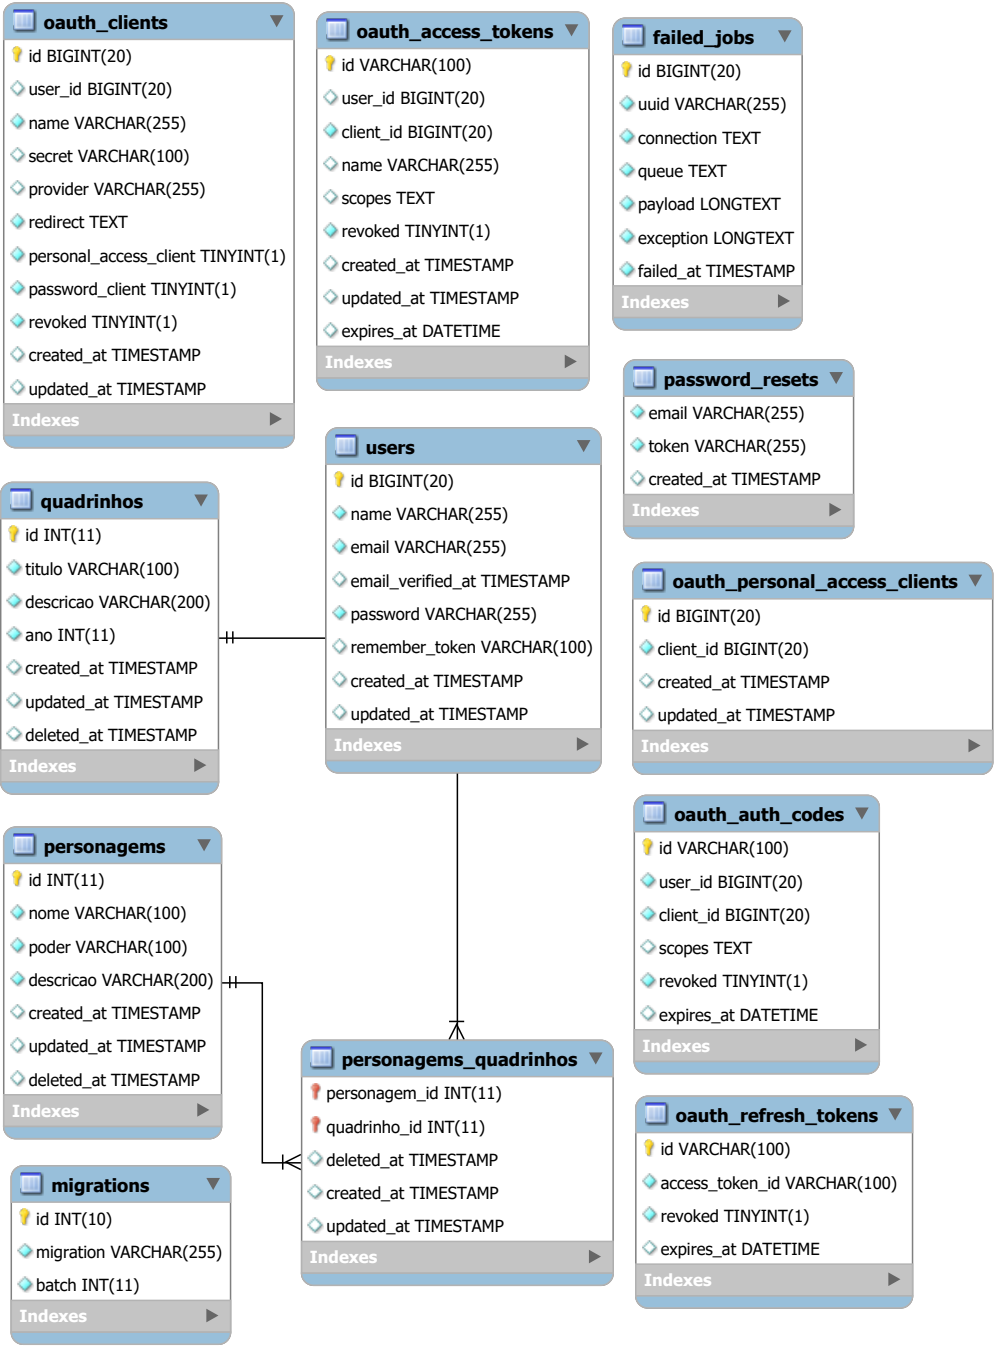 oauth_clients
id BIGINT(20)
user_id BIGINT(20)
name VARCHAR(255)
secret VARCHAR(100)
provider VARCHAR(255)
redirect TEXT
personal_access_client TINYINT(1)
password_client TINYINT(1)
revoked TINYINT(1)
created_at TIMESTAMP
updated_at TIMESTAMP
Indexes
oauth_access_tokens
id VARCHAR(100)
user_id BIGINT(20)
client_id BIGINT(20)
name VARCHAR(255)
scopes TEXT
revoked TINYINT(1)
created_at TIMESTAMP
updated_at TIMESTAMP
expires_at DATETIME
Indexes
failed_jobs
id BIGINT(20)
uuid VARCHAR(255)
connection TEXT
queue TEXT
payload LONGTEXT
exception LONGTEXT
failed_at TIMESTAMP
Indexes
password_resets
email VARCHAR(255)
token VARCHAR(255)
created_at TIMESTAMP
Indexes
users
id BIGINT(20)
name VARCHAR(255)
email VARCHAR(255)
email_verified_at TIMESTAMP
password VARCHAR(255)
remember_token VARCHAR(100)
created_at TIMESTAMP
updated_at TIMESTAMP
Indexes
quadrinhos
id INT(11)
titulo VARCHAR(100)
descricao VARCHAR(200)
ano INT(11)
created_at TIMESTAMP
updated_at TIMESTAMP
deleted_at TIMESTAMP
Indexes
oauth_personal_access_clients
id BIGINT(20)
client_id BIGINT(20)
created_at TIMESTAMP
updated_at TIMESTAMP
Indexes
oauth_auth_codes
id VARCHAR(100)
user_id BIGINT(20)
client_id BIGINT(20)
scopes TEXT
revoked TINYINT(1)
expires_at DATETIME
Indexes
personagems
id INT(11)
nome VARCHAR(100)
poder VARCHAR(100)
descricao VARCHAR(200)
created_at TIMESTAMP
updated_at TIMESTAMP
deleted_at TIMESTAMP
Indexes
personagems_quadrinhos
personagem_id INT(11)
quadrinho_id INT(11)
deleted_at TIMESTAMP
created_at TIMESTAMP
updated_at TIMESTAMP
Indexes
oauth_refresh_tokens
id VARCHAR(100)
access_token_id VARCHAR(100)
revoked TINYINT(1)
expires_at DATETIME
Indexes
migrations
id INT(10)
migration VARCHAR(255)
batch INT(11)
Indexes